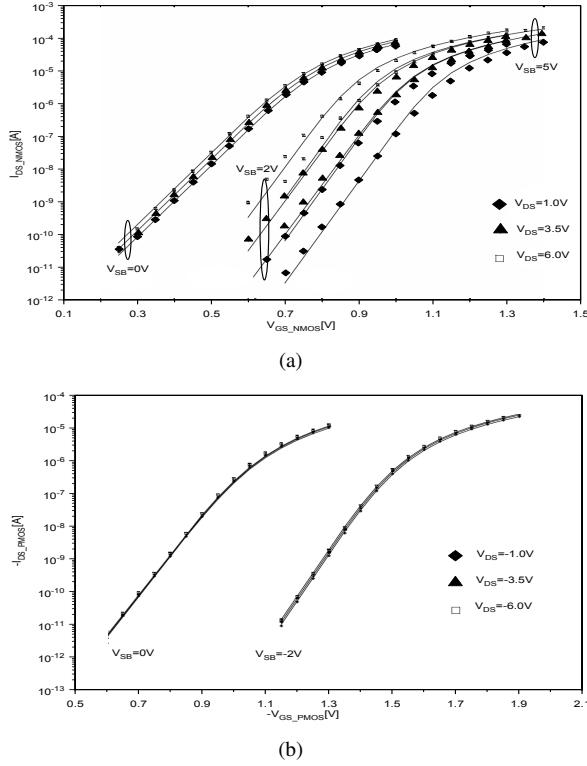 10⁻³
10⁻⁴
10⁻⁵
10⁻⁶
10⁻⁷
10⁻⁸
10⁻⁹
10⁻¹⁰
10⁻¹¹
10⁻¹²
I_DS_NMOS[A]
V_SB=5V
V_SB=2V
V_SB=0V
V_DS=1.0V
V_DS=3.5V
V_DS=6.0V
0.1 0.3 0.5 0.7 0.9 1.1 1.3 1.5
V_GS_NMOS[V]
(a)
10⁻⁴
10⁻⁵
10⁻⁶
10⁻⁷
10⁻⁸
10⁻⁹
10⁻¹⁰
10⁻¹¹
10⁻¹²
10⁻¹³
-I_DS_PMOS[A]
V_DS=-1.0V
V_DS=-3.5V
V_DS=-6.0V
V_SB=0V
V_SB=-2V
0.5 0.7 0.9 1.1 1.3 1.5 1.7 1.9 2.1
-V_GS_PMOS[V]
(b)